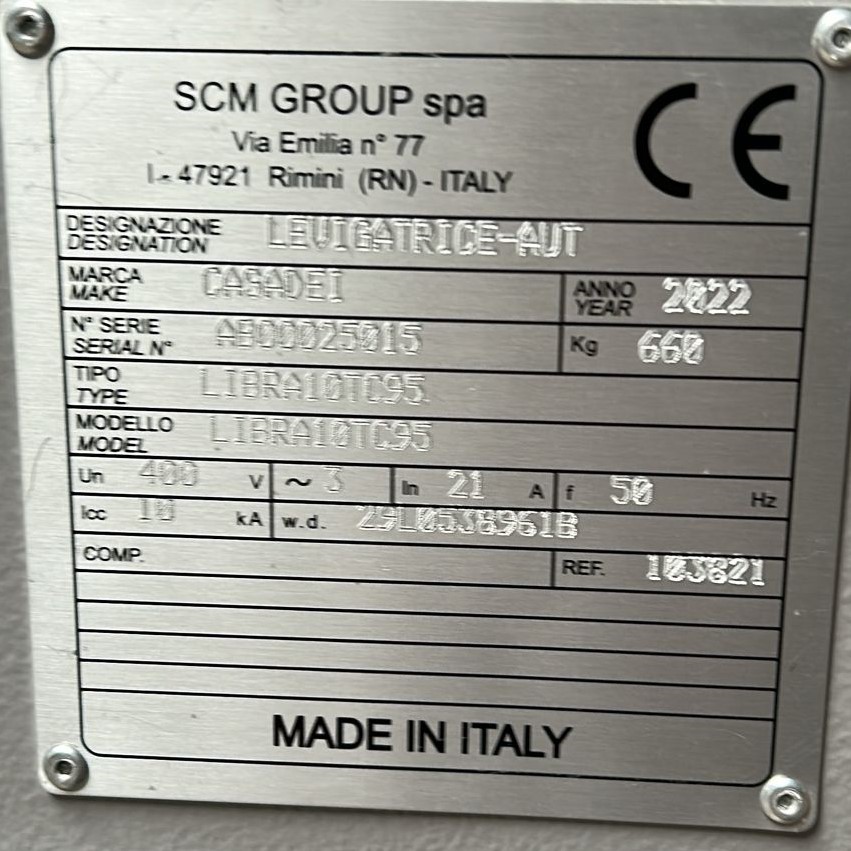 SCM GROUP spa
CE
Via Emilia n° 77
I - 47921 Rimini (RN) - ITALY
DESIGNAZIONE LEVIGATRICE-AUT
DESIGNATION
MARCA CASADEI ANNO 2022
MAKE YEAR
N° SERIE AB00025015 Kg 660
SERIAL N°
TIPO LIBRA10TC95
TYPE
MODELLO LIBRA10TC95
MODEL
Un 400 V ~ 3 In 21 A f 50 Hz
Icc 10 kA w.d. 29L0538961B
COMP. REF. 103821
MADE IN ITALY